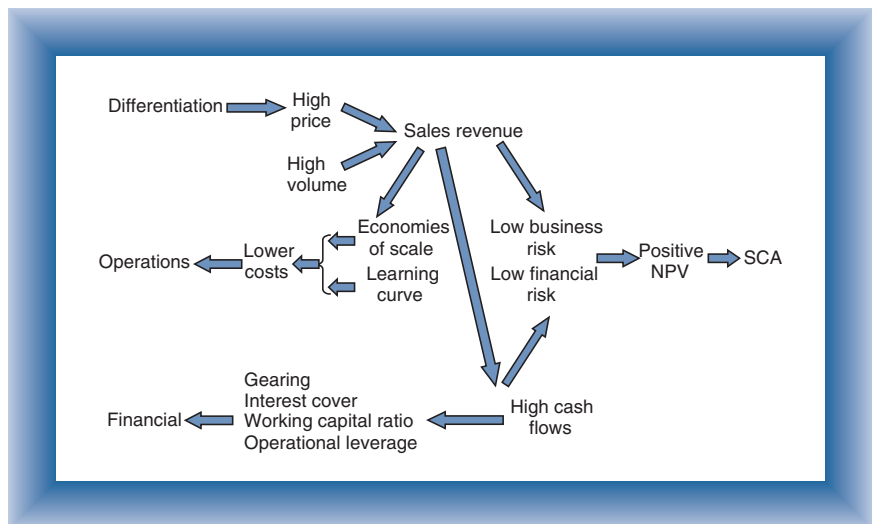 Differentiation
High
price
Sales revenue
High
volume
Economies
of scale
Low business
risk
Operations
Lower
costs
Learning
curve
Low financial
risk
Positive
NPV
SCA
Gearing
Interest cover
Working capital ratio
Operational leverage
Financial
High cash
flows